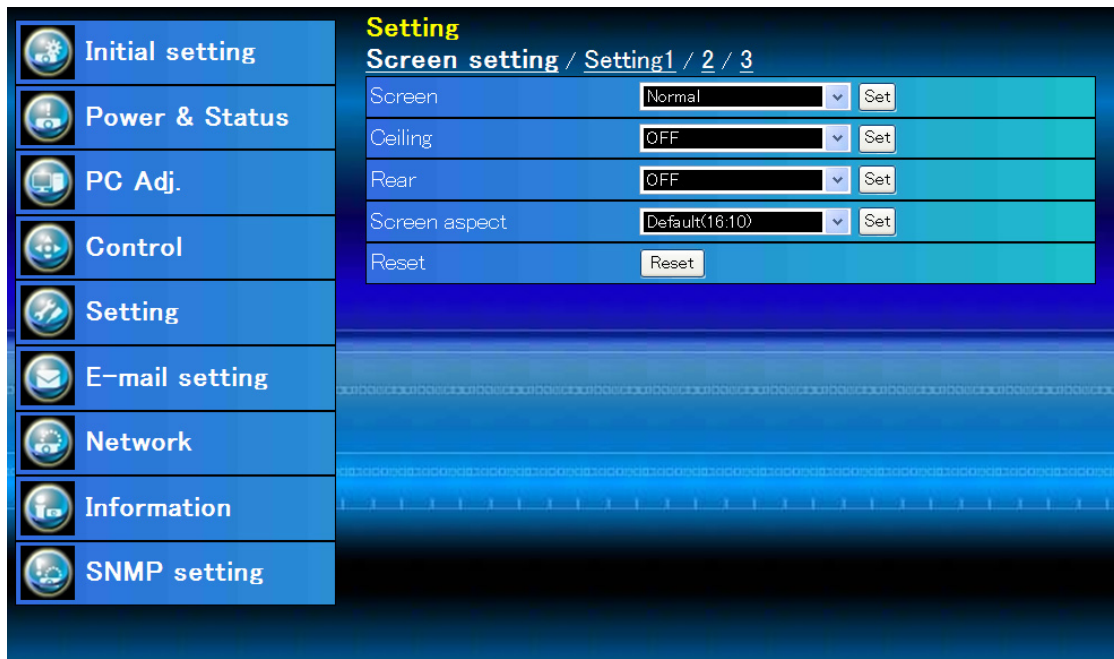 Initial setting
Power & Status
PC Adj.
Control
Setting
E-mail setting
Network
Information
SNMP setting
Setting
Screen setting / Setting1 / 2 / 3
Screen Normal Set
Ceiling OFF Set
Rear OFF Set
Screen aspect Default(16:10) Set
Reset Reset